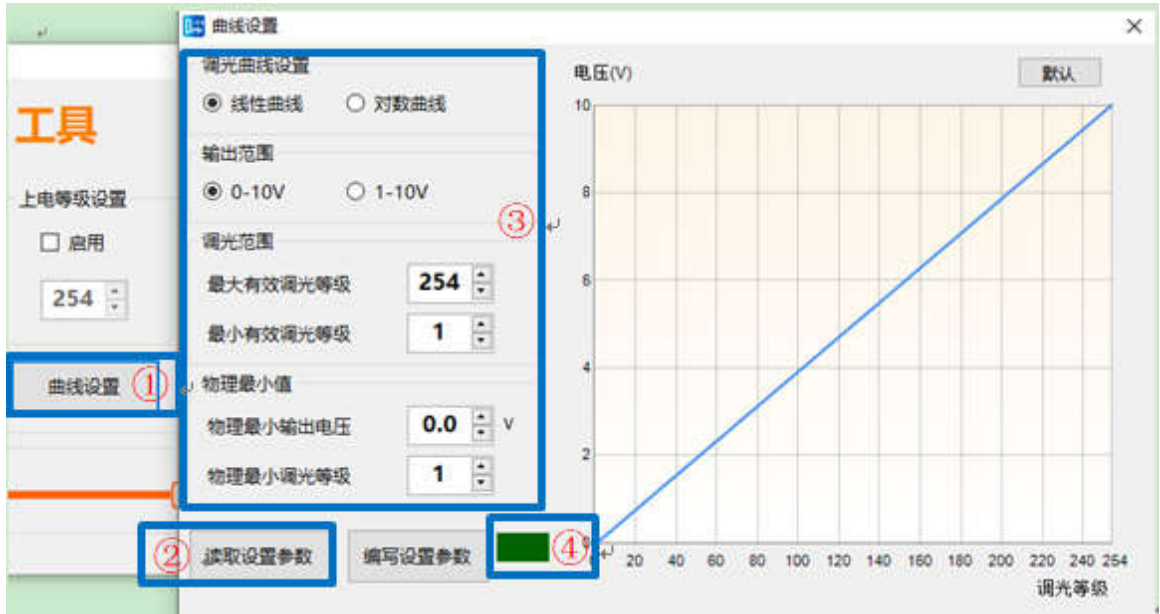 曲线设置
工具
上电等级设置
启用
254
曲线设置 ①
调光曲线设置
线性曲线 对数曲线
输出范围
0-10V 1-10V
③
调光范围
最大有效调光等级 254
最小有效调光等级 1
物理最小值
物理最小输出电压 0.0 V
物理最小调光等级 1
② 读取设置参数 编写设置参数 ④
电压(V) 默认
10
8
6
4
2
0
20 40 60 80 100 120 140 160 180 200 220 240 254
调光等级